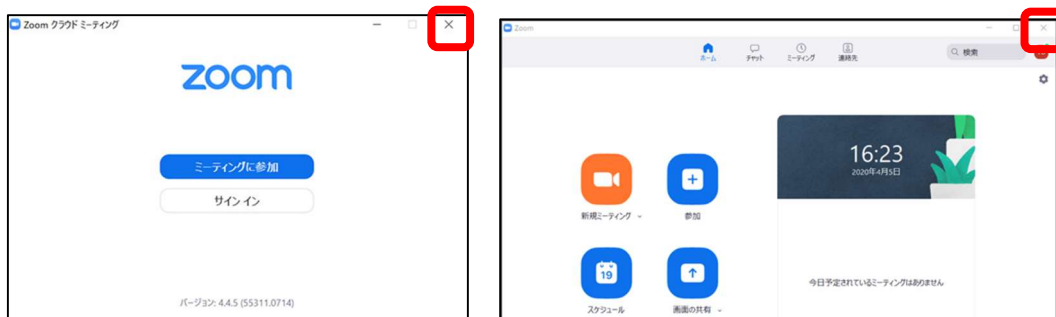 Zoom クラウド ミーティング
zoom
ミーティングに参加
サイン イン
バージョン: 4.4.5 (55311.0714)
Zoom
ホーム
チャット
ミーティング
連絡先
検索
16:23
2020年4月5日
新規ミーティング
参加
19
スケジュール
画面の共有
今日予定されているミーティングはありません